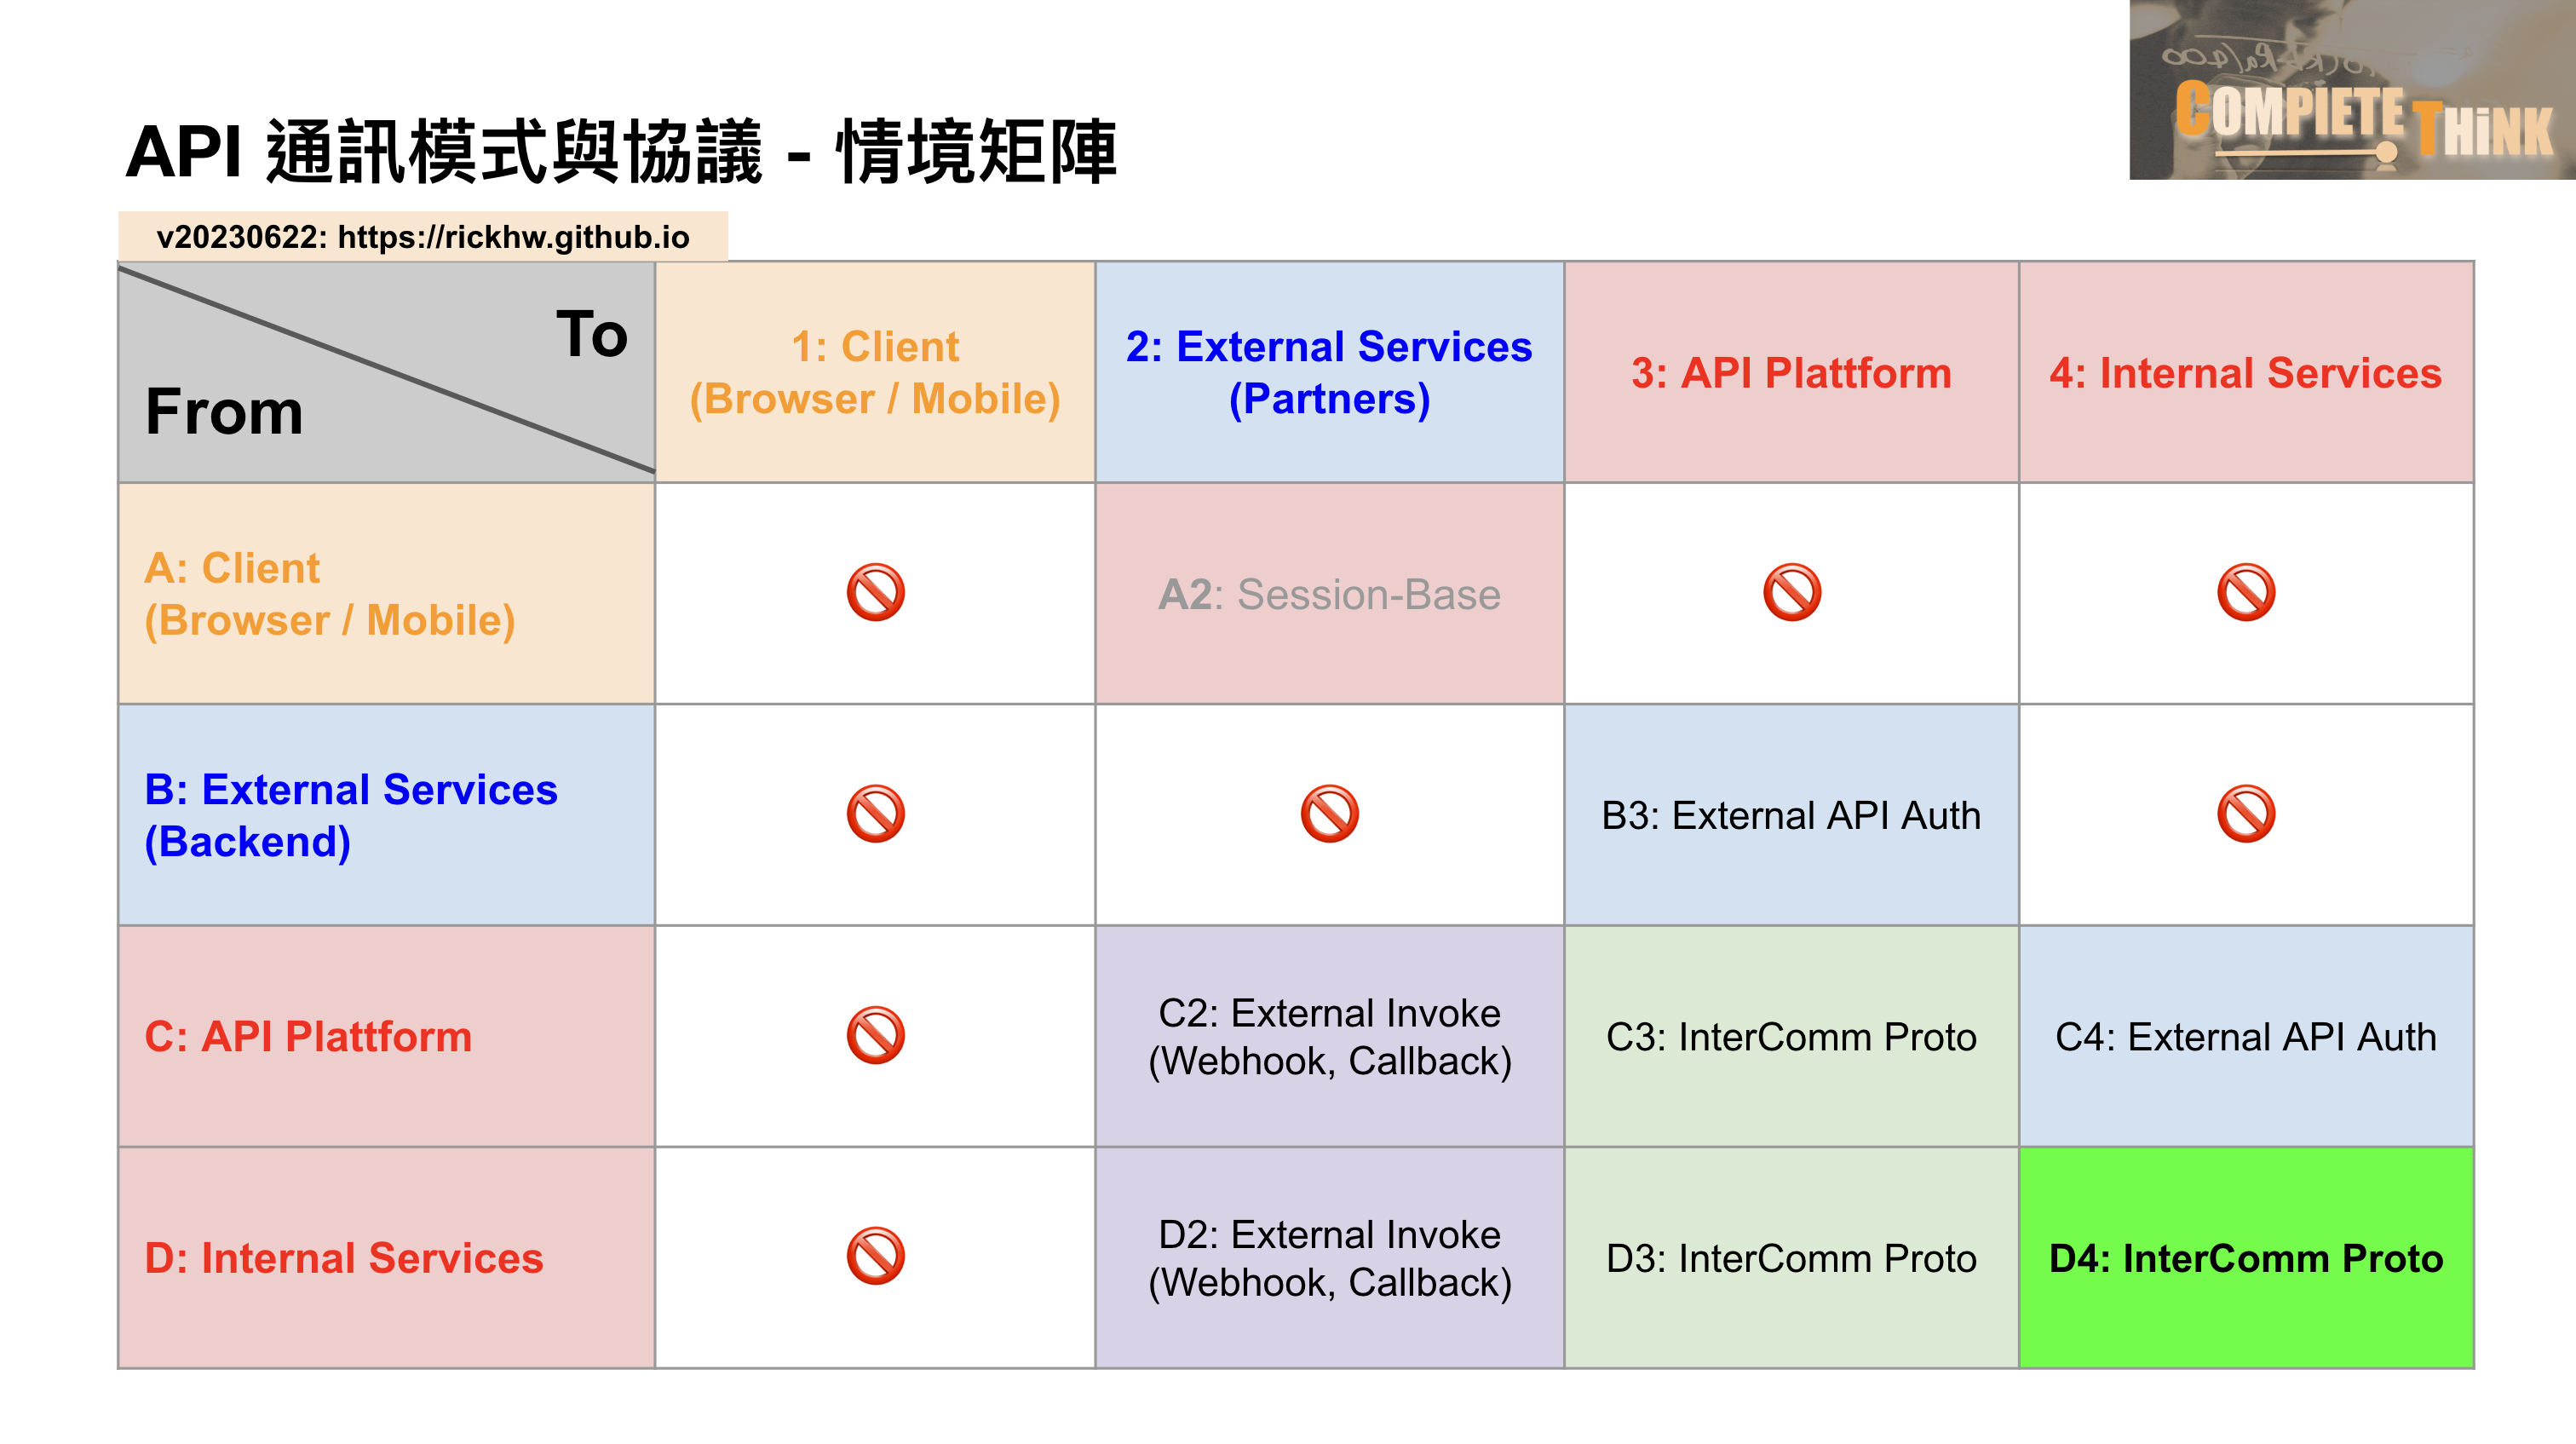 COMPlETE THiNK
API 通訊模式與協議 - 情境矩陣
v20230622: https://rickhw.github.io
To
From
1: Client
(Browser / Mobile)
2: External Services
(Partners)
3: API Plattform
4: Internal Services
A: Client
(Browser / Mobile)
A2: Session-Base
B: External Services
(Backend)
B3: External API Auth
C: API Plattform
C2: External Invoke
(Webhook, Callback)
C3: InterComm Proto
C4: External API Auth
D: Internal Services
D2: External Invoke
(Webhook, Callback)
D3: InterComm Proto
D4: InterComm Proto